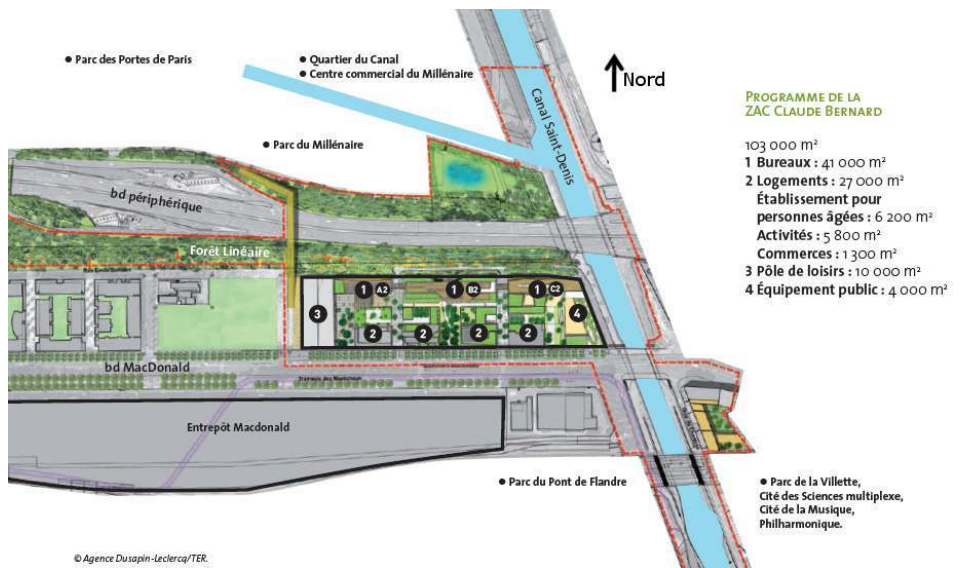 ● Parc des Portes de Paris
● Quartier du Canal
● Centre commercial du Millénaire
Nord
● Parc du Millénaire
Canal Saint-Denis
bd périphérique
Forêt Linéaire
PROGRAMME DE LA
ZAC CLAUDE BERNARD
103 000 m²
1 Bureaux : 41 000 m²
2 Logements : 27 000 m²
Établissement pour
personnes âgées : 6 200 m²
Activités : 5 800 m²
Commerces : 1 300 m²
3 Pôle de loisirs : 10 000 m²
4 Équipement public : 4 000 m²
1 A2 1 B2 1 C2
3 4
2 2 2 2
bd MacDonald
Tramway des Maréchaux
Entrepôt Macdonald
● Parc du Pont de Flandre
● Parc de la Villette,
Cité des Sciences multiplexe,
Cité de la Musique,
Philharmonique.
© Agence Dusapin-Leclercq/TER.